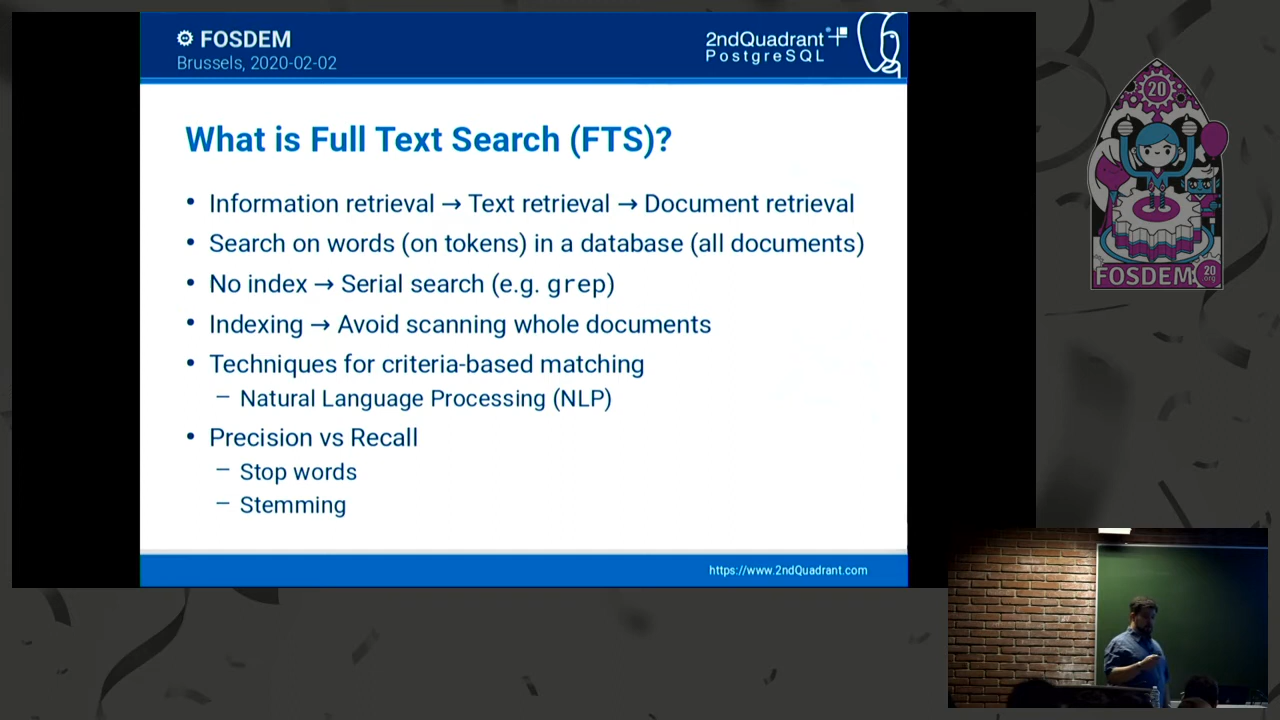 FOSDEM
Brussels, 2020-02-02
2ndQuadrant
PostgreSQL
What is Full Text Search (FTS)?
• Information retrieval → Text retrieval → Document retrieval
• Search on words (on tokens) in a database (all documents)
• No index → Serial search (e.g. grep)
• Indexing → Avoid scanning whole documents
• Techniques for criteria-based matching
– Natural Language Processing (NLP)
• Precision vs Recall
– Stop words
– Stemming
https://www.2ndQuadrant.com
20
FOSDEM
20
.org